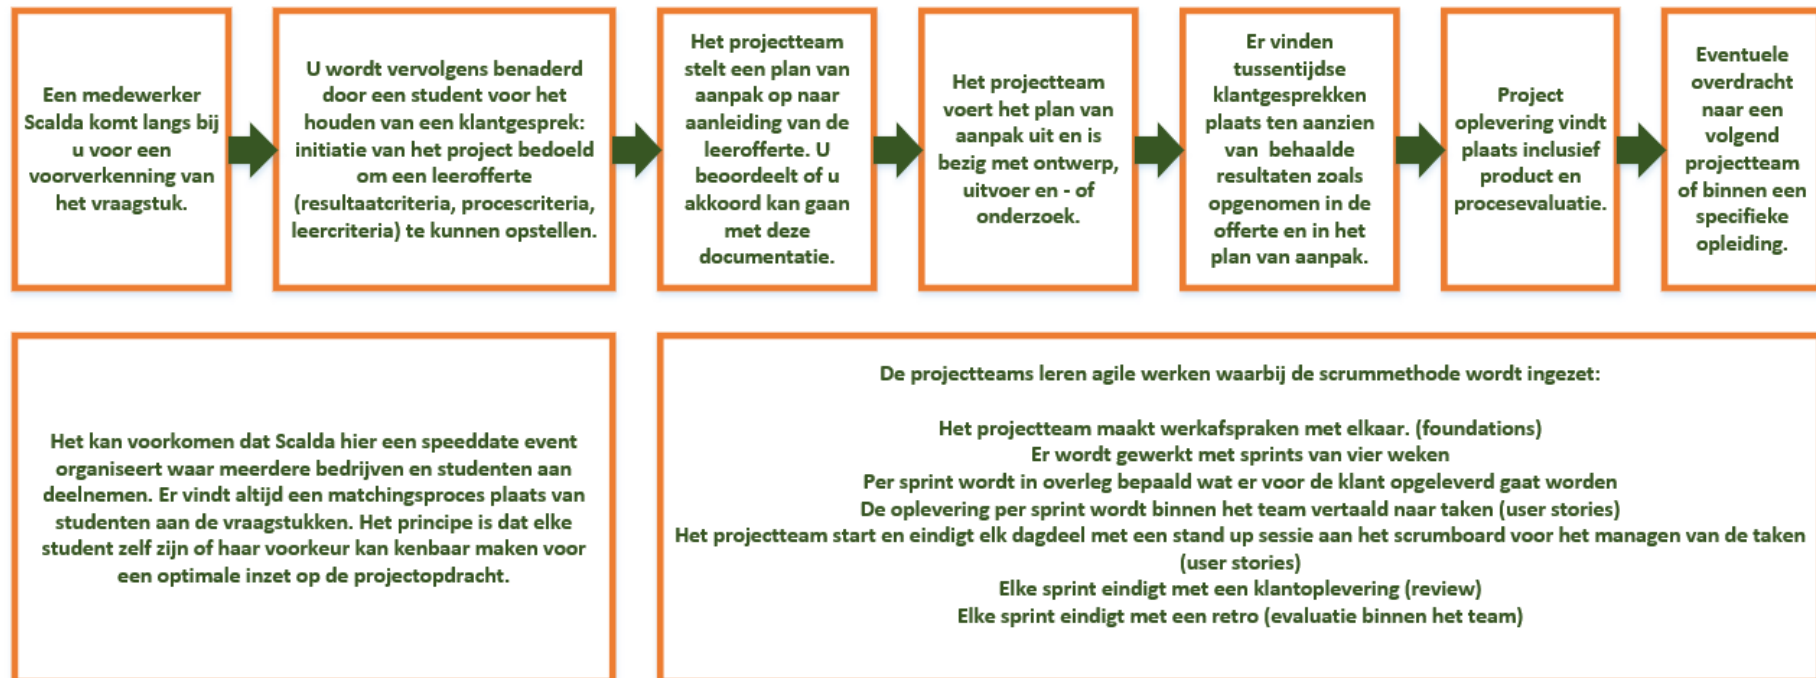 Een medewerker
Scalda komt langs bij
u voor een
voorverkenning van
het vraagstuk.
U wordt vervolgens benaderd
door een student voor het
houden van een klantgesprek:
initiatie van het project bedoeld
om een leerofferte
(resultaatcriteria, procescriteria,
leercriteria) te kunnen opstellen.
Het projectteam
stelt een plan van
aanpak op naar
aanleiding van de
leerofferte. U
beoordeelt of u
akkoord kan gaan
met deze
documentatie.
Het projectteam
voert het plan van
aanpak uit en is
bezig met ontwerp,
uitvoer en - of
onderzoek.
Er vinden
tussentijdse
klantgesprekken
plaats ten aanzien
van behaalde
resultaten zoals
opgenomen in de
offerte en in het
plan van aanpak.
Project
oplevering vindt
plaats inclusief
product en
procesevaluatie.
Eventuele
overdracht
naar een
volgend
projectteam
of binnen een
specifieke
opleiding.
Het kan voorkomen dat Scalda hier een speeddate event
organiseert waar meerdere bedrijven en studenten aan
deelnemen. Er vindt altijd een matchingsproces plaats van
studenten aan de vraagstukken. Het principe is dat elke
student zelf zijn of haar voorkeur kan kenbaar maken voor
een optimale inzet op de projectopdracht.
De projectteams leren agile werken waarbij de scrummethode wordt ingezet:
Het projectteam maakt werkafspraken met elkaar. (foundations)
Er wordt gewerkt met sprints van vier weken
Per sprint wordt in overleg bepaald wat er voor de klant opgeleverd gaat worden
De oplevering per sprint wordt binnen het team vertaald naar taken (user stories)
Het projectteam start en eindigt elk dagdeel met een stand up sessie aan het scrumboard voor het managen van de taken
(user stories)
Elke sprint eindigt met een klantoplevering (review)
Elke sprint eindigt met een retro (evaluatie binnen het team)